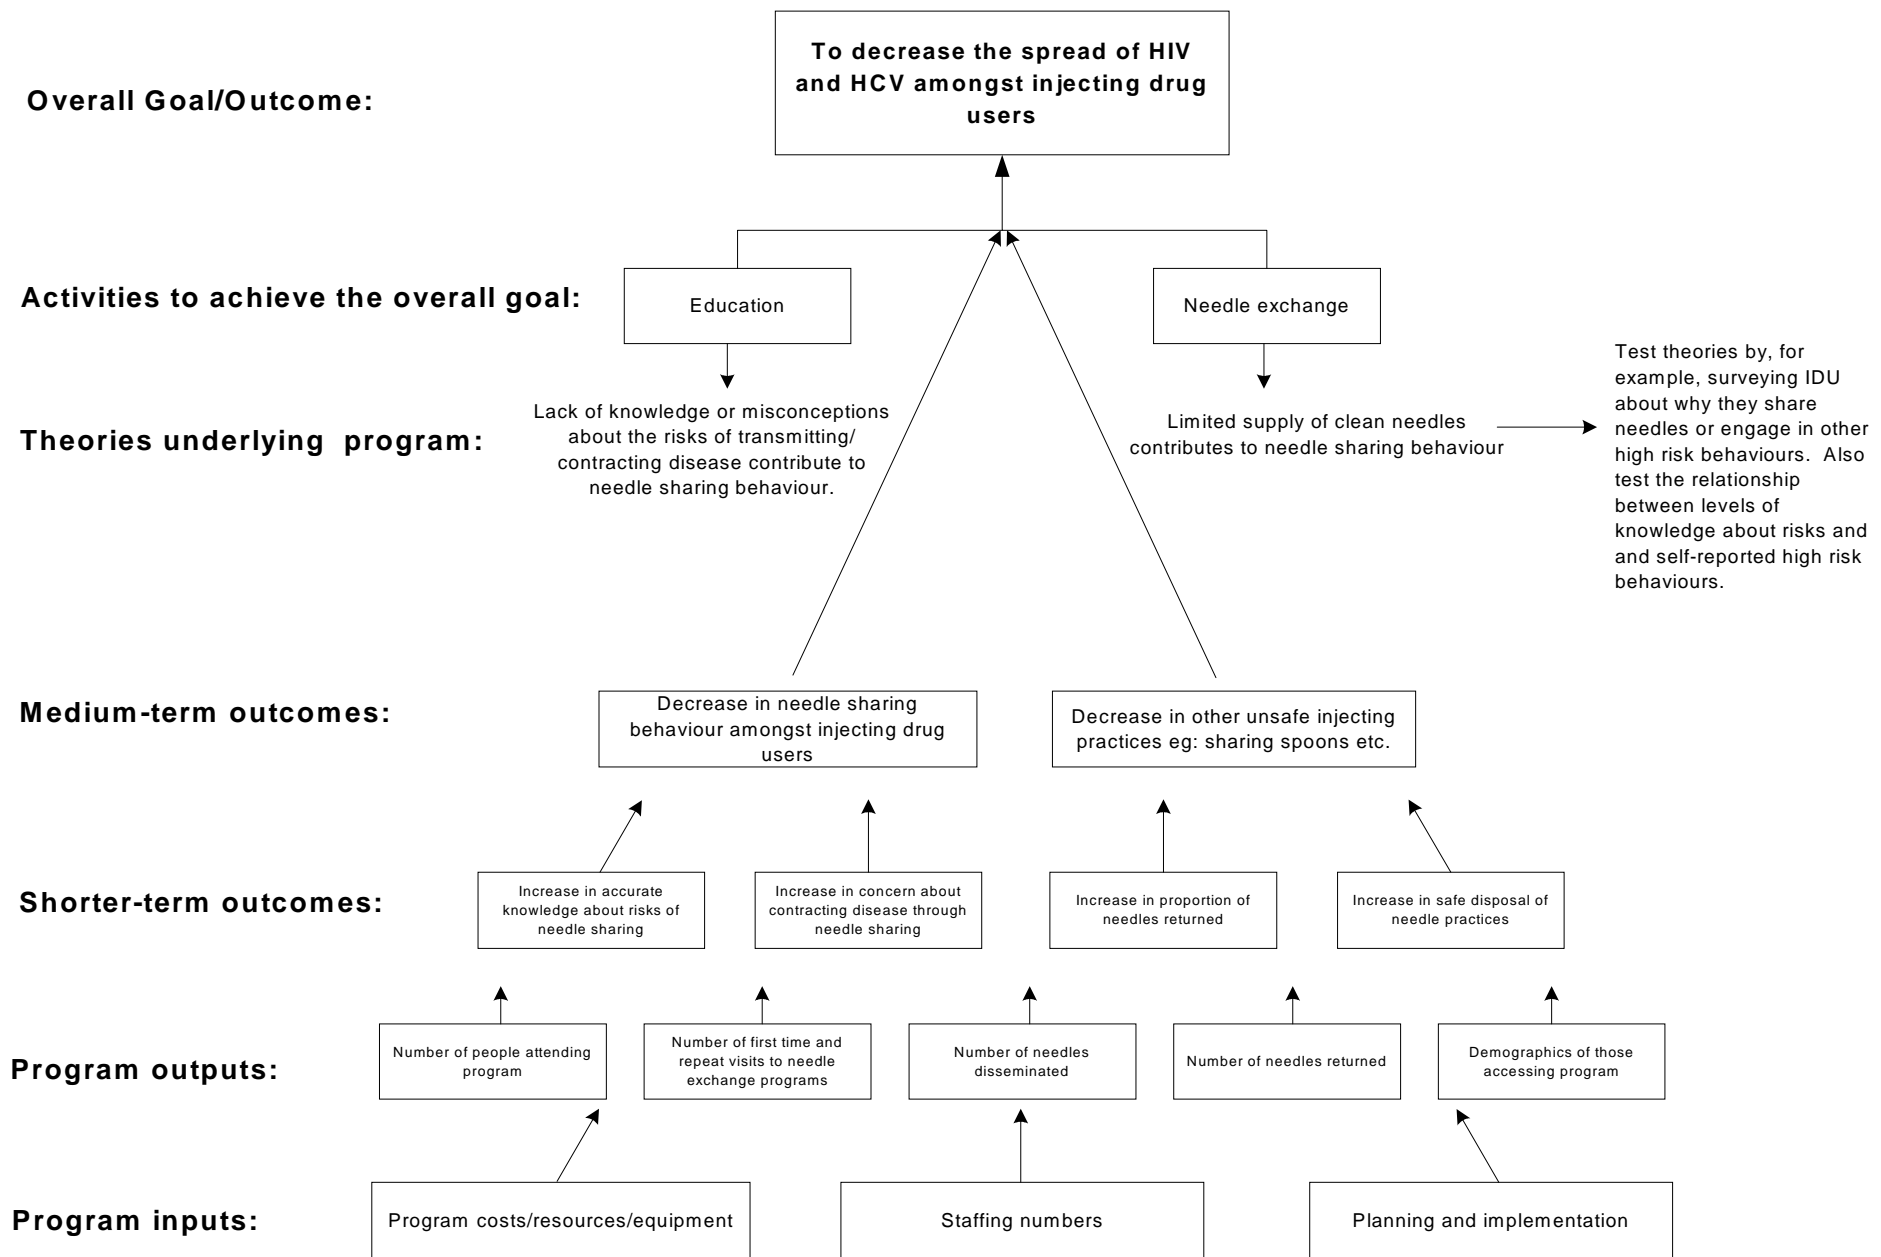 To decrease the spread of HIV
and HCV amongst injecting drug
users
Overall Goal/Outcome:
Activities to achieve the overall goal:
Education
Needle exchange
Theories underlying program:
Lack of knowledge or misconceptions
about the risks of transmitting/
contracting disease contribute to
needle sharing behaviour.
Limited supply of clean needles
contributes to needle sharing behaviour
Test theories by, for
example, surveying IDU
about why they share
needles or engage in other
high risk behaviours. Also
test the relationship
between levels of
knowledge about risks and
and self-reported high risk
behaviours.
Medium-term outcomes:
Decrease in needle sharing
behaviour amongst injecting drug
users
Decrease in other unsafe injecting
practices eg: sharing spoons etc.
Shorter-term outcomes:
Increase in accurate
knowledge about risks of
needle sharing
Increase in concern about
contracting disease through
needle sharing
Increase in proportion of
needles returned
Increase in safe disposal of
needle practices
Program outputs:
Number of people attending
program
Number of first time and
repeat visits to needle
exchange programs
Number of needles
disseminated
Number of needles returned
Demographics of those
accessing program
Program inputs:
Program costs/resources/equipment
Staffing numbers
Planning and implementation